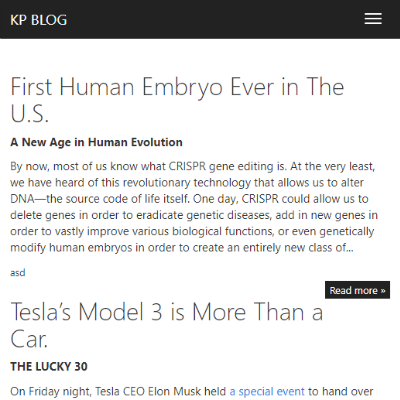 KP BLOG
First Human Embryo Ever in The
U.S.
A New Age in Human Evolution
By now, most of us know what CRISPR gene editing is. At the very least,
we have heard of this revolutionary technology that allows us to alter
DNA—the source code of life itself. One day, CRISPR could allow us to
delete genes in order to eradicate genetic diseases, add in new genes in
order to vastly improve various biological functions, or even genetically
modify human embryos in order to create an entirely new class of...
asd
Read more »
Tesla’s Model 3 is More Than a
Car.
THE LUCKY 30
On Friday night, Tesla CEO Elon Musk held a special event to hand over